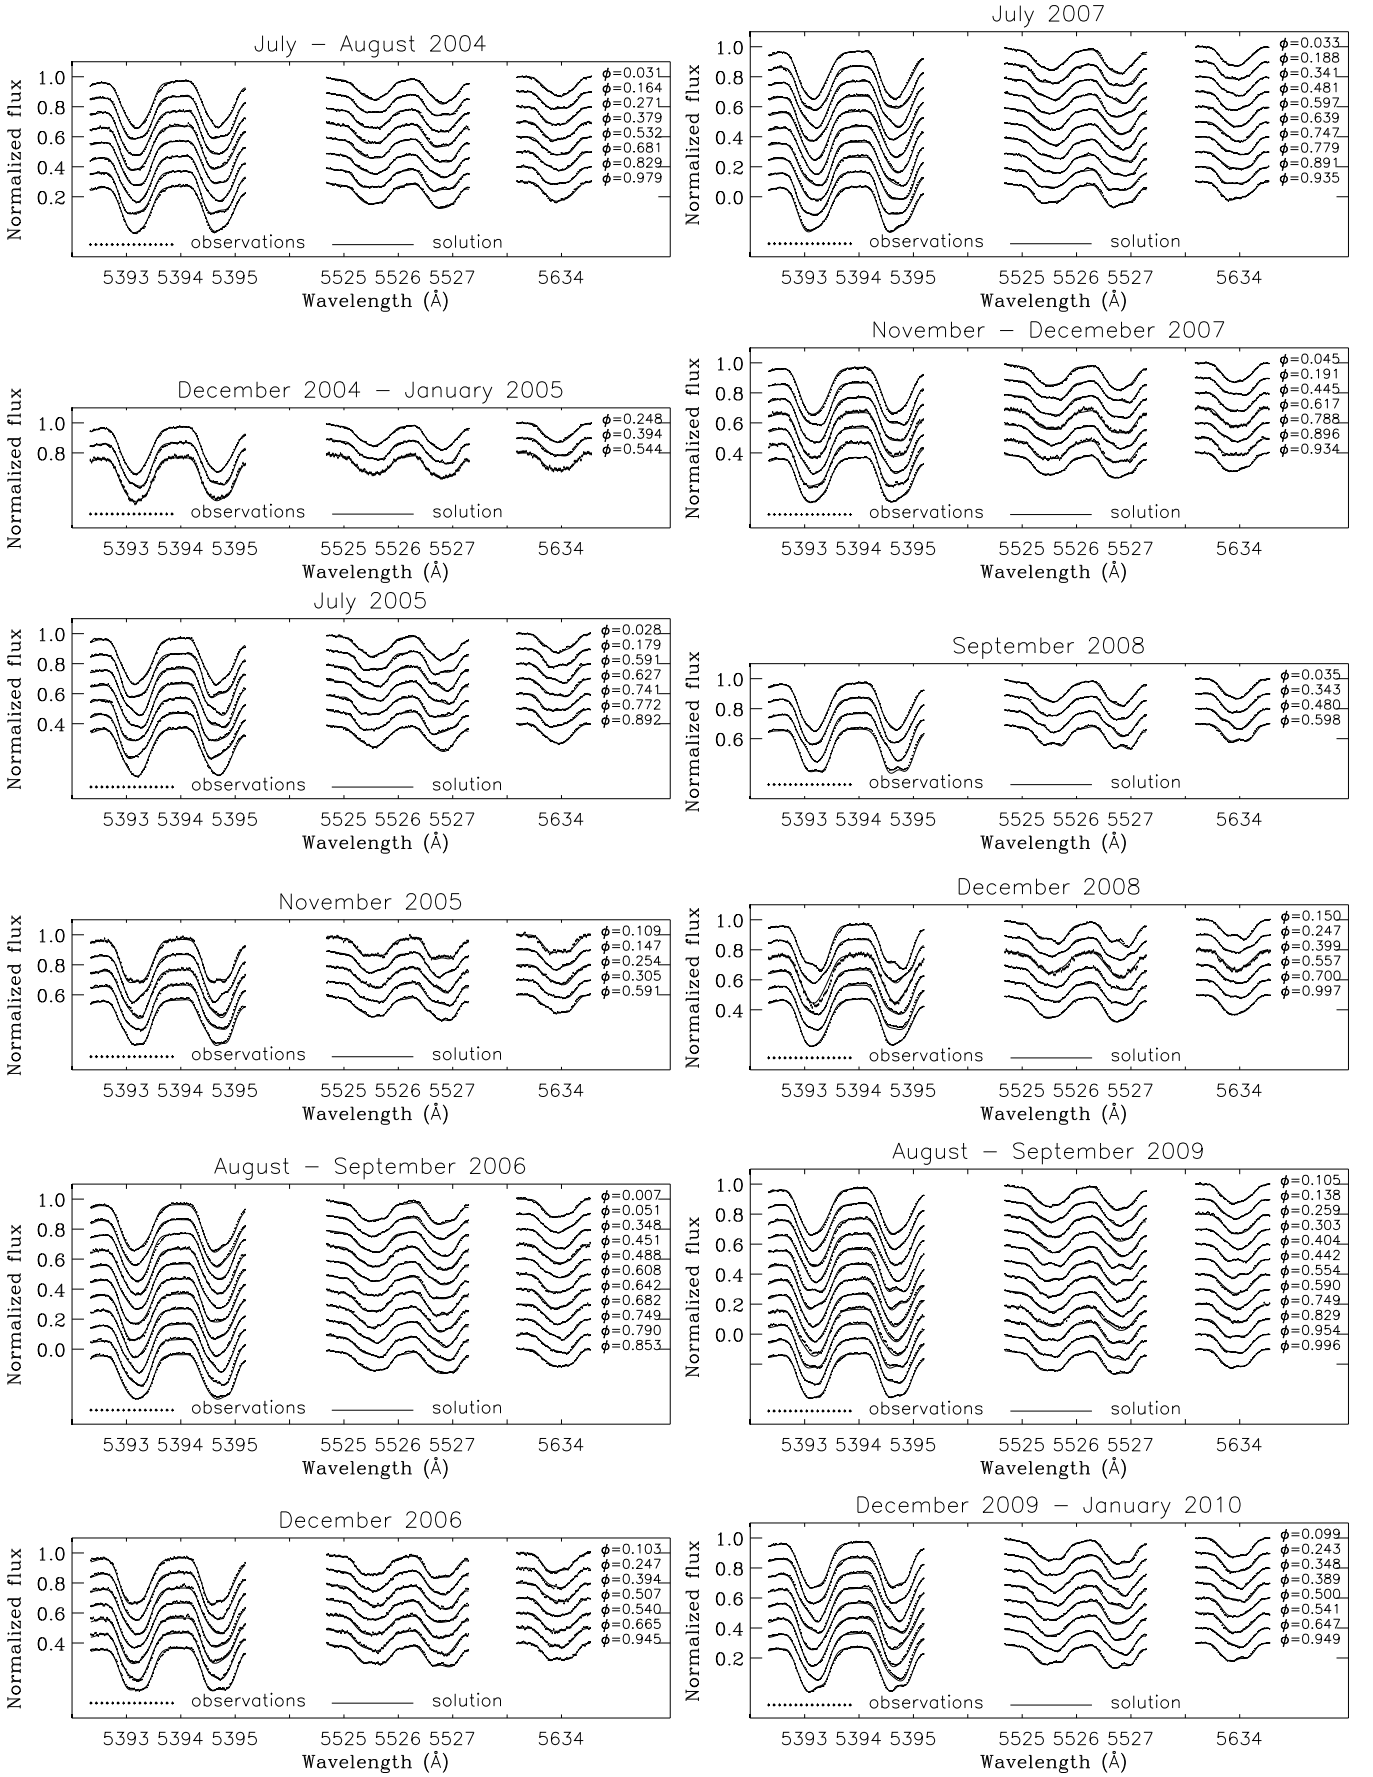 July – August 2004
Normalized flux
1.0
0.8
0.6
0.4
0.2
ϕ=0.031
ϕ=0.164
ϕ=0.271
ϕ=0.379
ϕ=0.532
ϕ=0.681
ϕ=0.829
ϕ=0.979
observations
solution
5393 5394 5395 5525 5526 5527 5634
Wavelength (Å)
December 2004 – January 2005
Normalized flux
1.0
0.8
ϕ=0.248
ϕ=0.394
ϕ=0.544
observations
solution
5393 5394 5395 5525 5526 5527 5634
Wavelength (Å)
July 2005
Normalized flux
1.0
0.8
0.6
0.4
ϕ=0.028
ϕ=0.179
ϕ=0.591
ϕ=0.627
ϕ=0.741
ϕ=0.772
ϕ=0.892
observations
solution
5393 5394 5395 5525 5526 5527 5634
Wavelength (Å)
November 2005
Normalized flux
1.0
0.8
0.6
ϕ=0.109
ϕ=0.147
ϕ=0.254
ϕ=0.305
ϕ=0.591
observations
solution
5393 5394 5395 5525 5526 5527 5634
Wavelength (Å)
August – September 2006
Normalized flux
1.0
0.8
0.6
0.4
0.2
0.0
ϕ=0.007
ϕ=0.051
ϕ=0.348
ϕ=0.451
ϕ=0.488
ϕ=0.608
ϕ=0.642
ϕ=0.682
ϕ=0.749
ϕ=0.790
ϕ=0.853
observations
solution
5393 5394 5395 5525 5526 5527 5634
Wavelength (Å)
December 2006
Normalized flux
1.0
0.8
0.6
0.4
ϕ=0.103
ϕ=0.247
ϕ=0.394
ϕ=0.507
ϕ=0.540
ϕ=0.665
ϕ=0.945
observations
solution
5393 5394 5395 5525 5526 5527 5634
Wavelength (Å)
July 2007
Normalized flux
1.0
0.8
0.6
0.4
0.2
0.0
ϕ=0.033
ϕ=0.188
ϕ=0.341
ϕ=0.481
ϕ=0.597
ϕ=0.639
ϕ=0.747
ϕ=0.779
ϕ=0.891
ϕ=0.935
observations
solution
5393 5394 5395 5525 5526 5527 5634
Wavelength (Å)
November – Decemeber 2007
Normalized flux
1.0
0.8
0.6
0.4
ϕ=0.045
ϕ=0.191
ϕ=0.445
ϕ=0.617
ϕ=0.788
ϕ=0.896
ϕ=0.934
observations
solution
5393 5394 5395 5525 5526 5527 5634
Wavelength (Å)
September 2008
Normalized flux
1.0
0.8
0.6
ϕ=0.035
ϕ=0.343
ϕ=0.480
ϕ=0.598
observations
solution
5393 5394 5395 5525 5526 5527 5634
Wavelength (Å)
December 2008
Normalized flux
1.0
0.8
0.6
0.4
ϕ=0.150
ϕ=0.247
ϕ=0.399
ϕ=0.557
ϕ=0.700
ϕ=0.997
observations
solution
5393 5394 5395 5525 5526 5527 5634
Wavelength (Å)
August – September 2009
Normalized flux
1.0
0.8
0.6
0.4
0.2
0.0
ϕ=0.105
ϕ=0.138
ϕ=0.259
ϕ=0.303
ϕ=0.404
ϕ=0.442
ϕ=0.554
ϕ=0.590
ϕ=0.749
ϕ=0.829
ϕ=0.954
ϕ=0.996
observations
solution
5393 5394 5395 5525 5526 5527 5634
Wavelength (Å)
December 2009 – January 2010
Normalized flux
1.0
0.8
0.6
0.4
0.2
ϕ=0.099
ϕ=0.243
ϕ=0.348
ϕ=0.389
ϕ=0.500
ϕ=0.541
ϕ=0.647
ϕ=0.949
observations
solution
5393 5394 5395 5525 5526 5527 5634
Wavelength (Å)